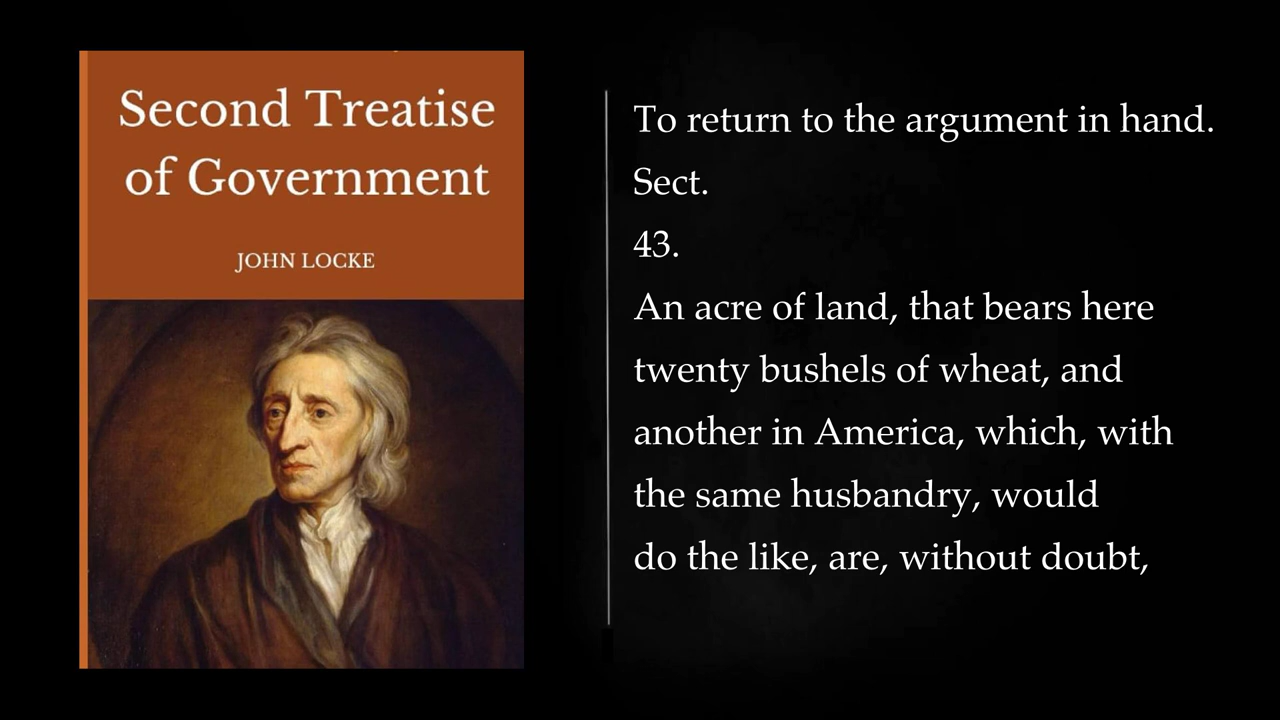 Second Treatise
of Government
JOHN LOCKE
To return to the argument in hand.
Sect.
43.
An acre of land, that bears here
twenty bushels of wheat, and
another in America, which, with
the same husbandry, would
do the like, are, without doubt,